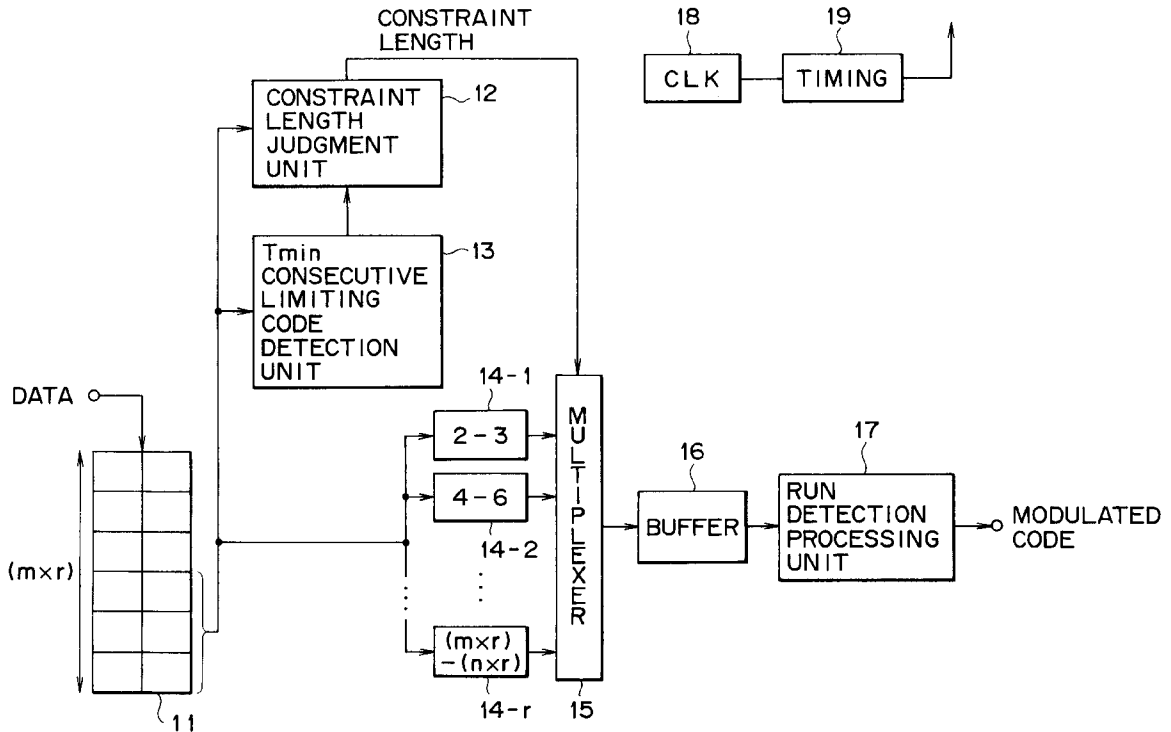 CONSTRAINT
LENGTH
18
19
CLK
TIMING
CONSTRAINT
LENGTH
JUDGMENT
UNIT
12
Tmin
CONSECUTIVE
LIMITING
CODE
DETECTION
UNIT
13
DATA
(m×r)
11
14-1
2-3
4-6
14-2
(m×r)
-(n×r)
14-r
MULTIPLEXER
15
16
BUFFER
17
RUN
DETECTION
PROCESSING
UNIT
MODULATED
CODE